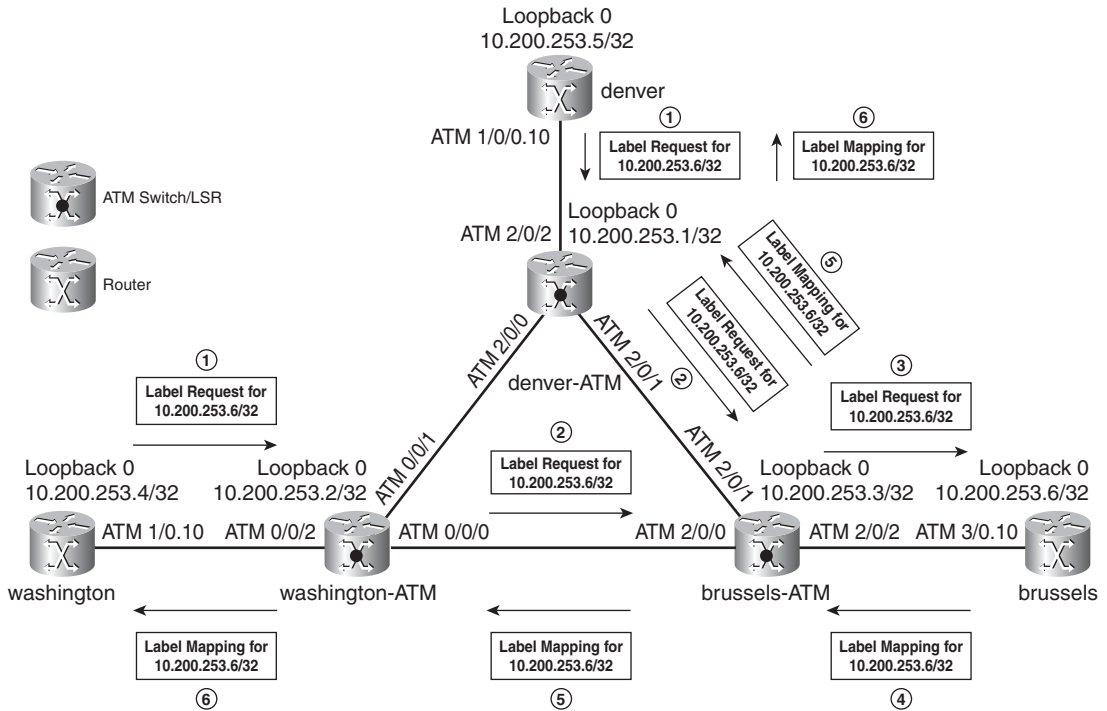 Loopback 0
10.200.253.5/32
denver
ATM 1/0/0.10
1
Label Request for
10.200.253.6/32
6
Label Mapping for
10.200.253.6/32
ATM Switch/LSR
Router
Loopback 0
10.200.253.1/32
ATM 2/0/2
5
Label Mapping for
10.200.253.6/32
Label Request for
10.200.253.6/32
2
ATM 2/0/0
ATM 2/0/1
denver-ATM
1
Label Request for
10.200.253.6/32
3
Label Request for
10.200.253.6/32
2
Label Request for
10.200.253.6/32
ATM 0/0/1
ATM 2/0/1
Loopback 0
10.200.253.4/32
Loopback 0
10.200.253.2/32
Loopback 0
10.200.253.3/32
Loopback 0
10.200.253.6/32
ATM 1/0.10
ATM 0/0/2
ATM 0/0/0
ATM 2/0/0
ATM 2/0/2
ATM 3/0.10
washington
washington-ATM
brussels-ATM
brussels
Label Mapping for
10.200.253.6/32
6
Label Mapping for
10.200.253.6/32
5
Label Mapping for
10.200.253.6/32
4